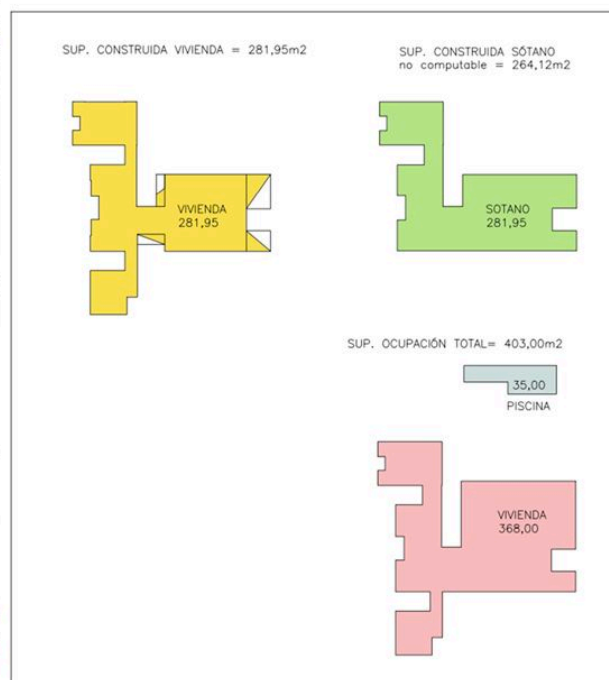 SUP. CONSTRUIDA VIVIENDA = 281,95m2
SUP. CONSTRUIDA SÓTANO
no computable = 264,12m2
VIVIENDA
281,95
SOTANO
281,95
SUP. OCUPACIÓN TOTAL= 403,00m2
35,00
PISCINA
VIVIENDA
368,00